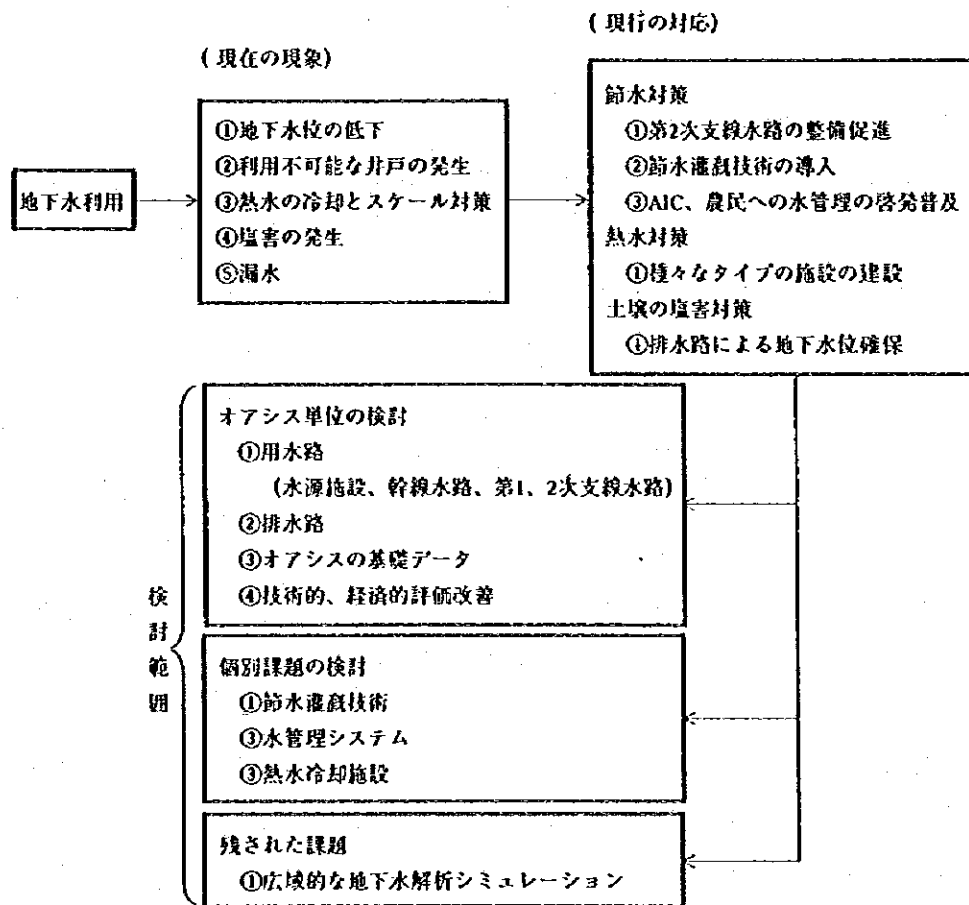 (現行の対応)
(現在の現象)
節水対策
①第2次支線水路の整備促進
②節水灌漑技術の導入
③AIC、農民への水管理の啓発普及
熱水対策
①種々なタイプの施設の建設
土壌の塩害対策
①排水路による地下水位確保
①地下水位の低下
②利用不可能な井戸の発生
③熱水の冷却とスケール対策
④塩害の発生
⑤漏水
地下水利用
オアシス単位の検討
①用水路
(水源施設、幹線水路、第1、2次支線水路)
②排水路
③オアシスの基礎データ
④技術的、経済的評価改善
検討範囲
個別課題の検討
①節水灌漑技術
③水管理システム
③熱水冷却施設
残された課題
①広域的な地下水解析シミュレーション